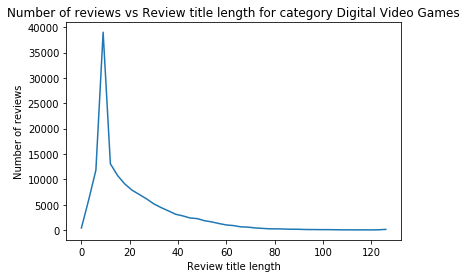 Number of reviews vs Review title length for category Digital Video Games
40000
35000
30000
25000
20000
15000
10000
5000
0
Number of reviews
0 20 40 60 80 100 120
Review title length